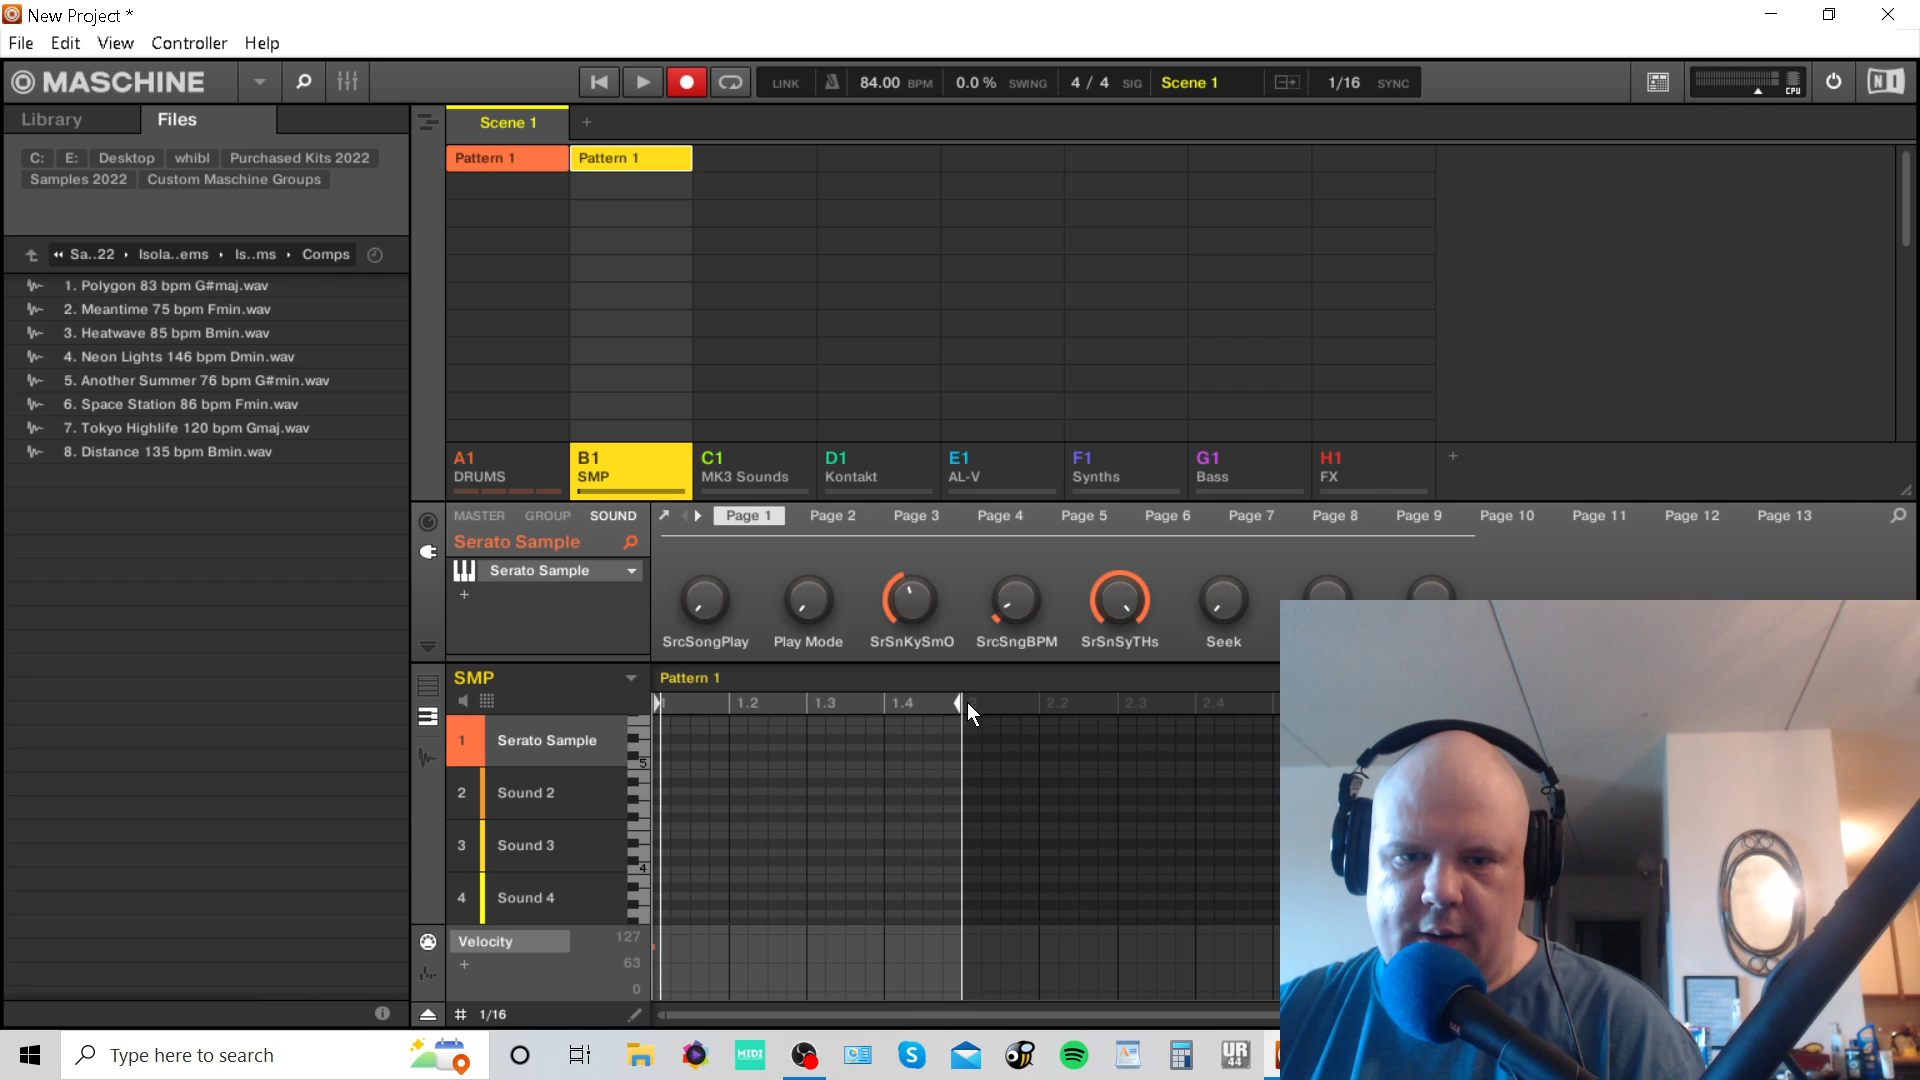 New Project *
File Edit View Controller Help
MASCHINE LINK 84.00 BPM 0.0 % SWING 4 / 4 SIG Scene 1 1/16 SYNC CPU NI
Library Files
Scene 1 +
C: E: Desktop whibl Purchased Kits 2022
Samples 2022 Custom Maschine Groups
Pattern 1 Pattern 1
Sa..22 Isola..ems Is..ms Comps
1. Polygon 83 bpm G#maj.wav
2. Meantime 75 bpm Fmin.wav
3. Heatwave 85 bpm Bmin.wav
4. Neon Lights 146 bpm Dmin.wav
5. Another Summer 76 bpm G#min.wav
6. Space Station 86 bpm Fmin.wav
7. Tokyo Highlife 120 bpm Gmaj.wav
8. Distance 135 bpm Bmin.wav
A1 B1 C1 D1 E1 F1 G1 H1 +
DRUMS SMP MK3 Sounds Kontakt AL-V Synths Bass FX
MASTER GROUP SOUND Page 1 Page 2 Page 3 Page 4 Page 5 Page 6 Page 7 Page 8 Page 9 Page 10 Page 11 Page 12 Page 13
Serato Sample
Serato Sample
+
SrcSongPlay Play Mode SrSnKySmO SrcSngBPM SrSnSyTHs Seek
SMP Pattern 1
1 1.2 1.3 1.4 2.2 2.3 2.4
1 Serato Sample
5
2 Sound 2
3 Sound 3
4
4 Sound 4
Velocity 127
+ 63
0
# 1/16
Type here to search MIDI UR 44